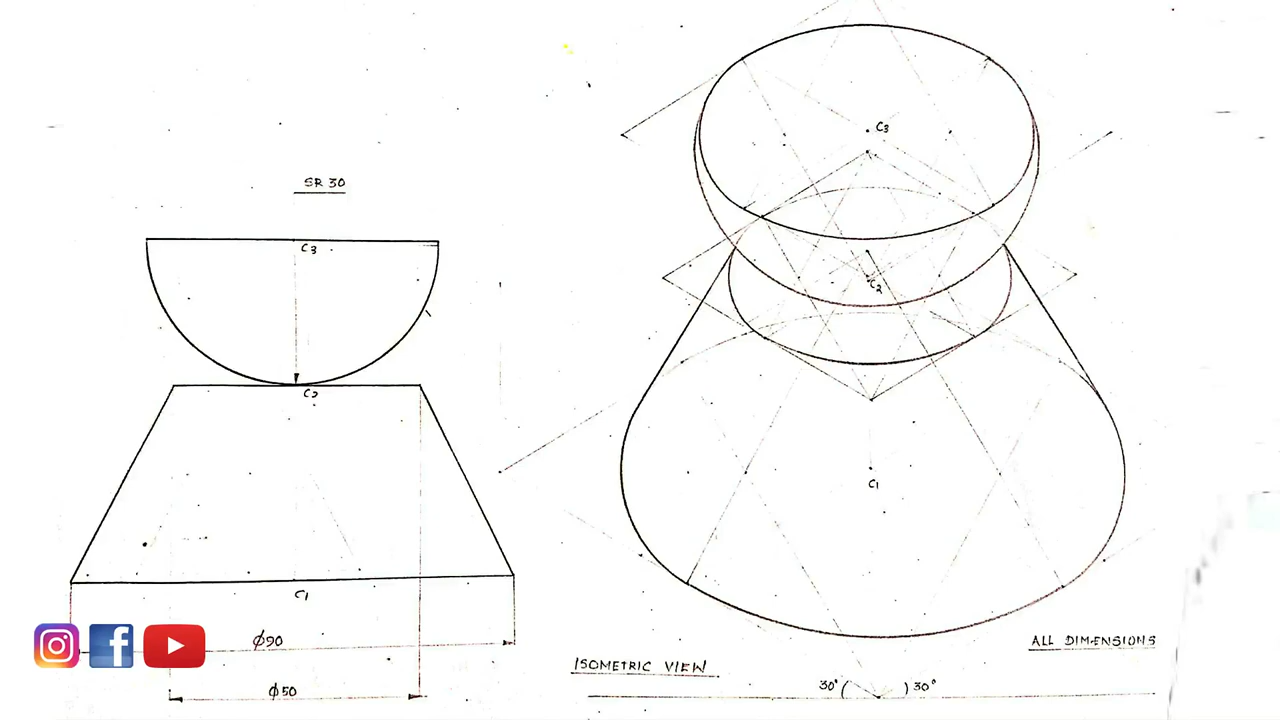 SR 30
C3
C2
C1
ϕ90
ϕ50
C3
C2
C1
ISOMETRIC VIEW
ALL DIMENSIONS
30°
30°